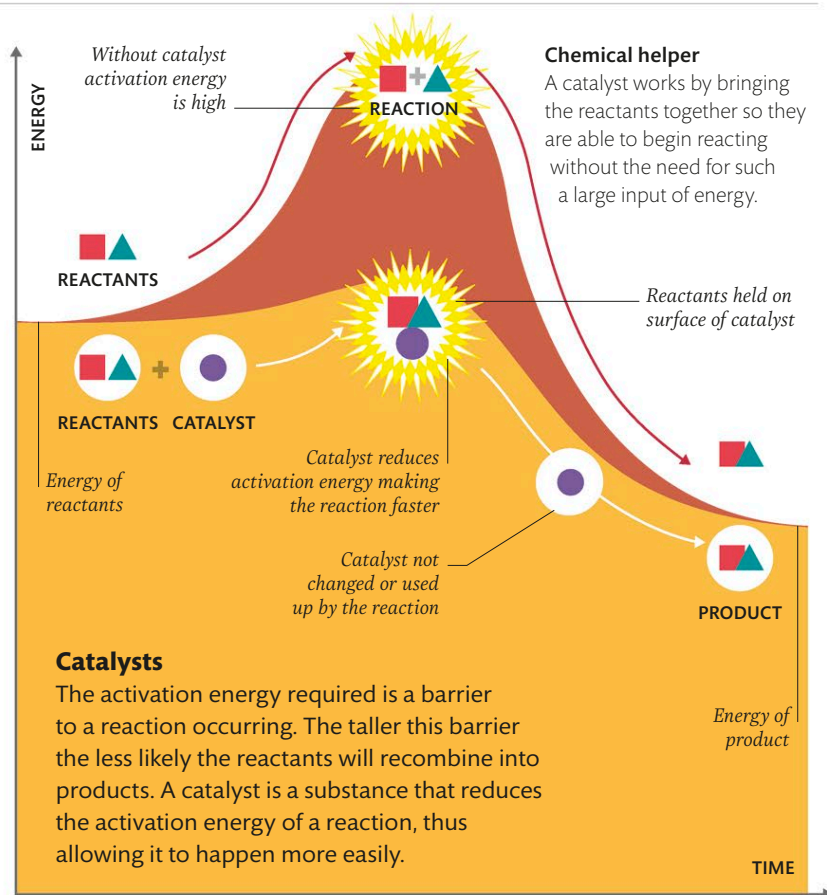 Without catalyst
activation energy
is high
ENERGY
+
REACTION
Chemical helper
A catalyst works by bringing
the reactants together so they
are able to begin reacting
without the need for such
a large input of energy.
REACTANTS
Reactants held on
surface of catalyst
+
REACTANTS
CATALYST
Energy of
reactants
Catalyst reduces
activation energy making
the reaction faster
Catalyst not
changed or used
up by the reaction
PRODUCT
Catalysts
The activation energy required is a barrier
to a reaction occurring. The taller this barrier
the less likely the reactants will recombine into
products. A catalyst is a substance that reduces
the activation energy of a reaction, thus
allowing it to happen more easily.
Energy of
product
TIME